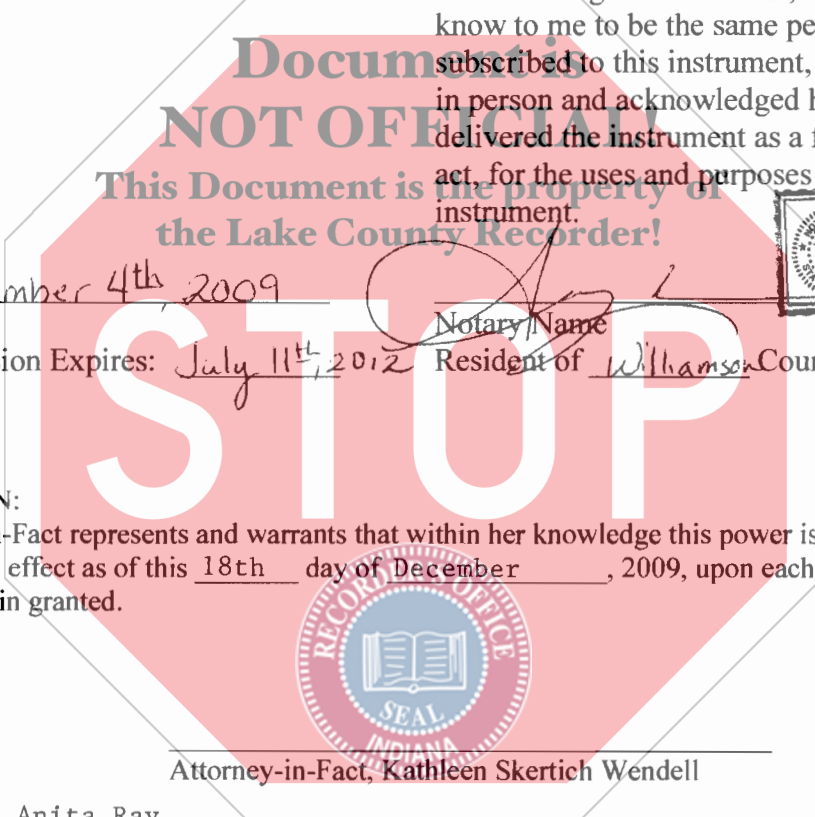 know to me to be the same pe
Document is
subscribed to this instrument,
in person and acknowledged h
NOT OFFICIAL!
delivered the instrument as a f
This Document is the property of
act, for the uses and purposes
instrument.
the Lake County Recorder!
mber 4th, 2009
Notary Name
ion Expires: July 11th, 2012 Resident of Williamson Coun
STOP
N:
-Fact represents and warrants that within her knowledge this power is
effect as of this 18th day of December, 2009, upon each
in granted.
RECORDER'S OFFICE
SEAL
INDIANA
Attorney-in-Fact, Kathleen Skertich Wendell
Anita Ray